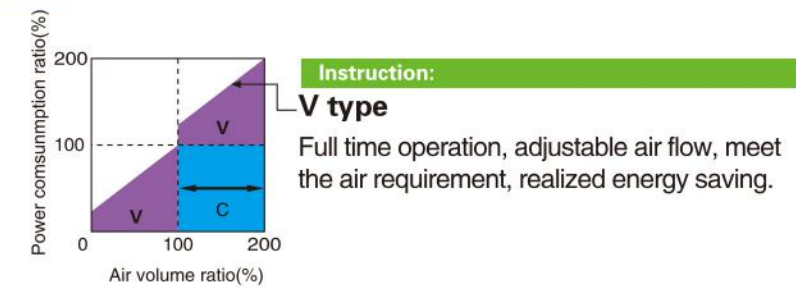 Power comsunmption ratio(%)
200
100
0
100
200
V
V
C
Air volume ratio(%)
Instruction:
V type
Full time operation, adjustable air flow, meet
the air requirement, realized energy saving.